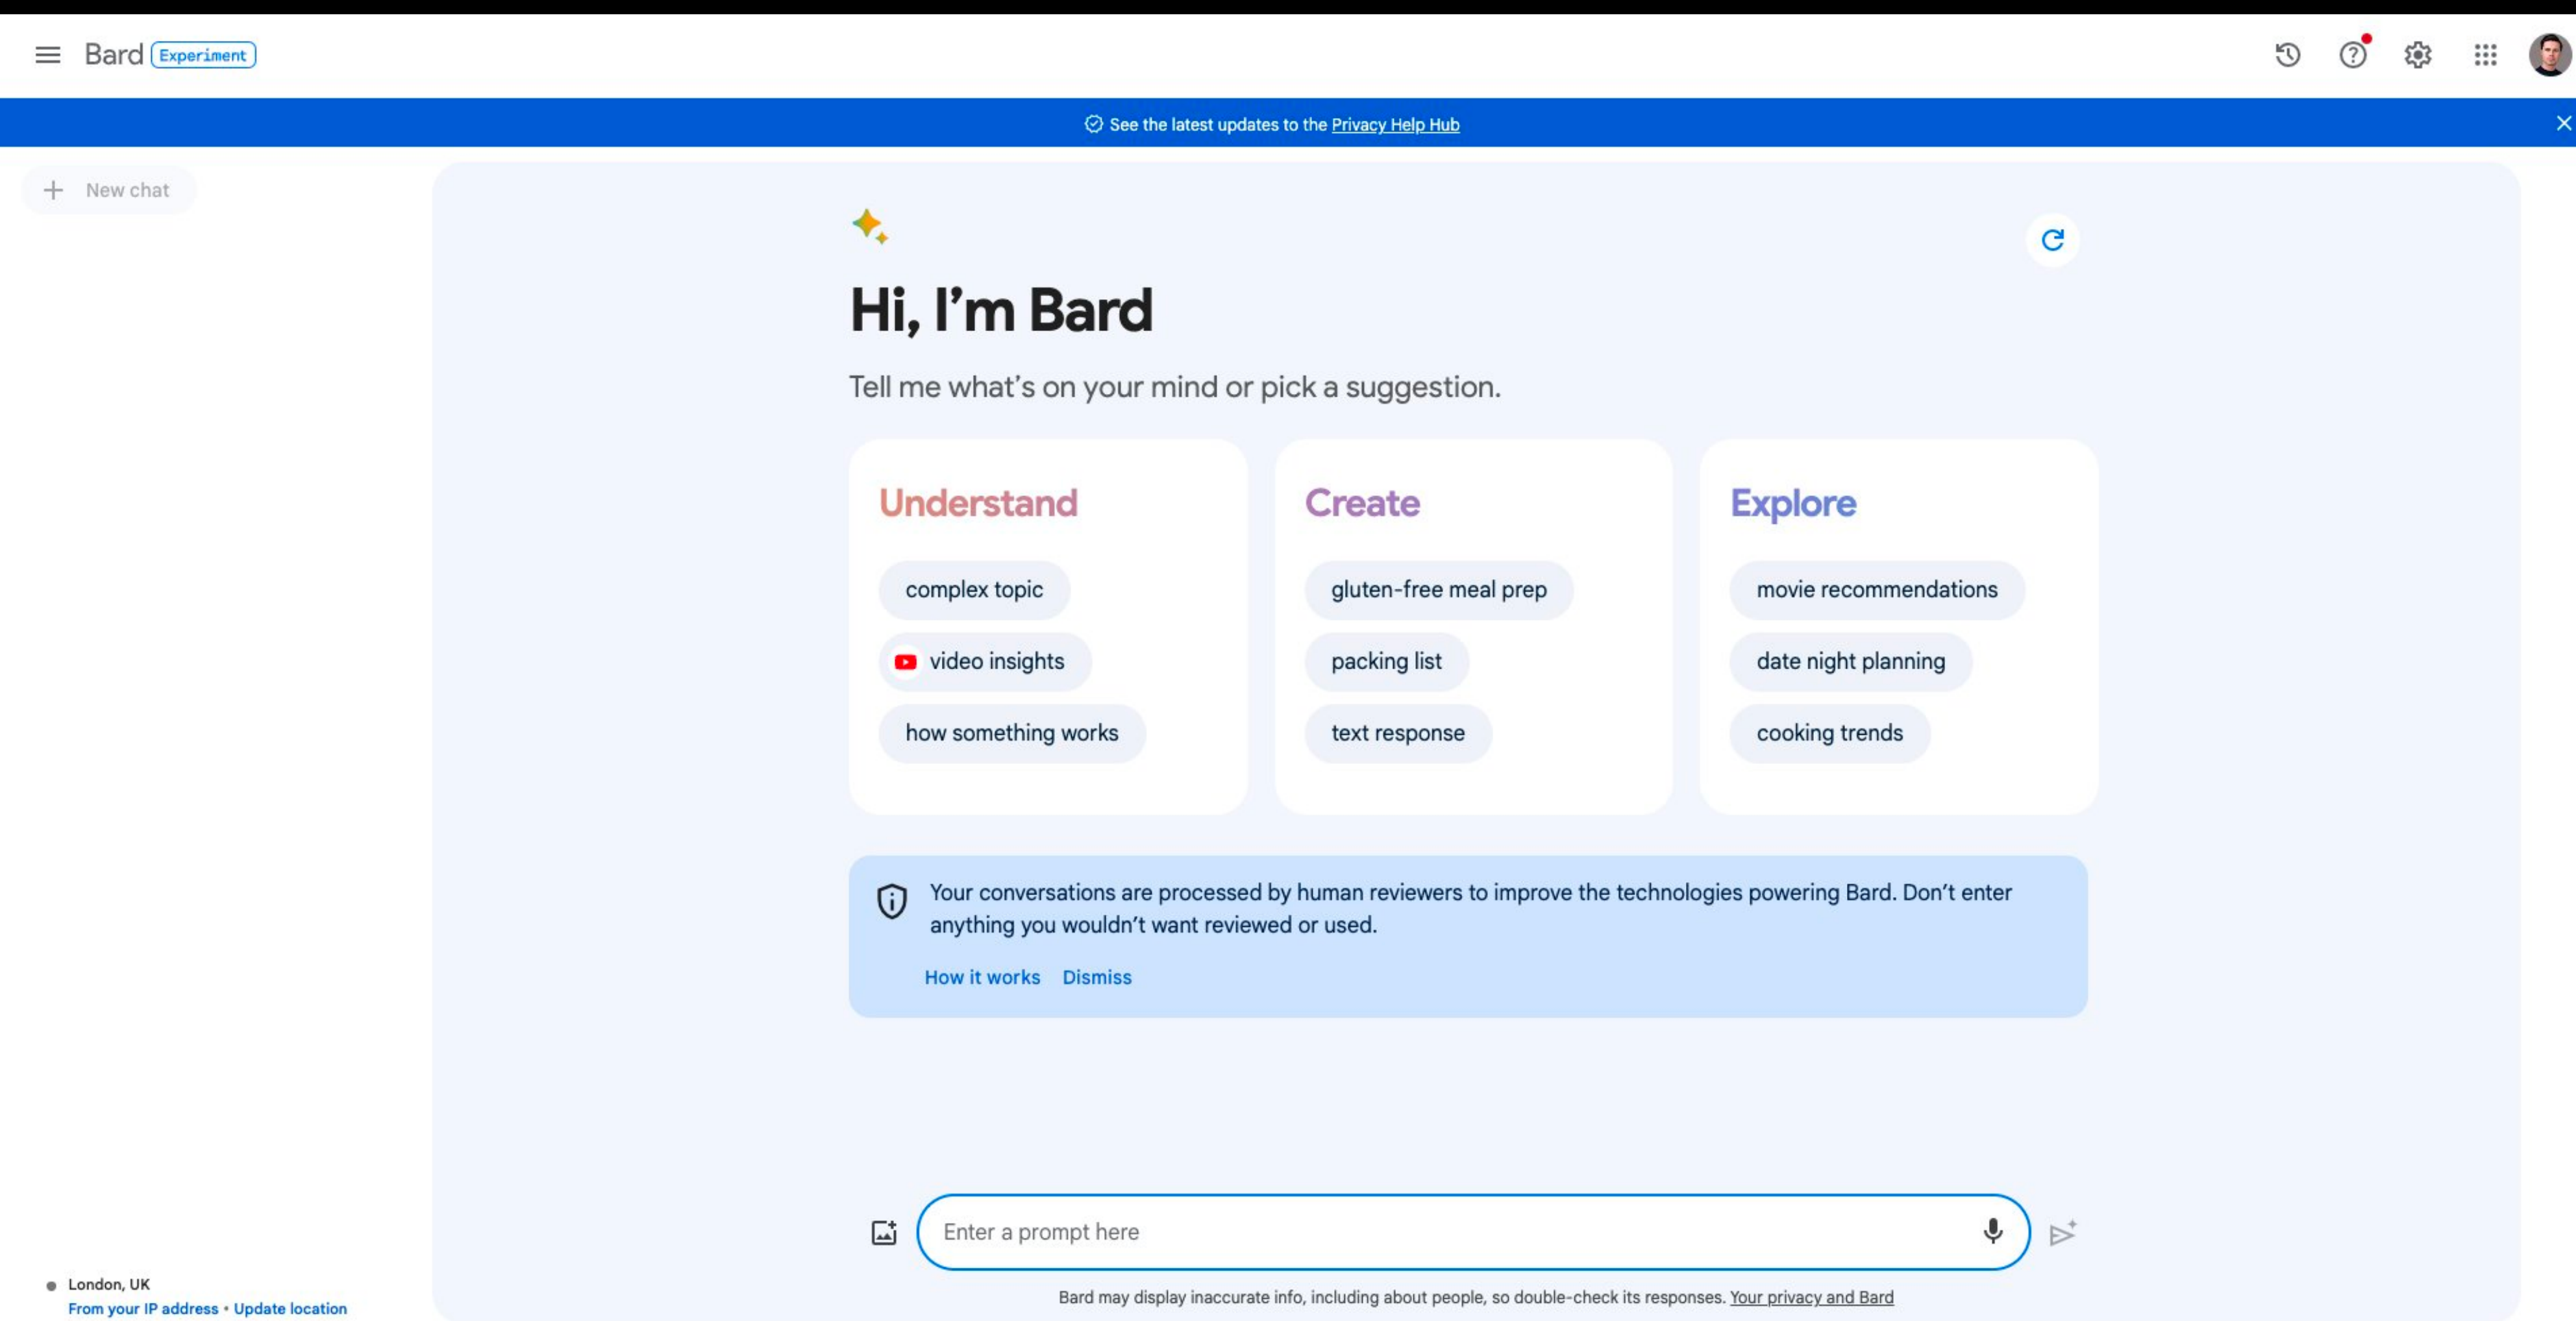 Bard Experiment
See the latest updates to the Privacy Help Hub
New chat
Hi, I’m Bard
Tell me what’s on your mind or pick a suggestion.
Understand
complex topic
video insights
how something works
Create
gluten-free meal prep
packing list
text response
Explore
movie recommendations
date night planning
cooking trends
Your conversations are processed by human reviewers to improve the technologies powering Bard. Don’t enter
anything you wouldn’t want reviewed or used.
How it works Dismiss
Enter a prompt here
Bard may display inaccurate info, including about people, so double-check its responses. Your privacy and Bard
London, UK
From your IP address • Update location